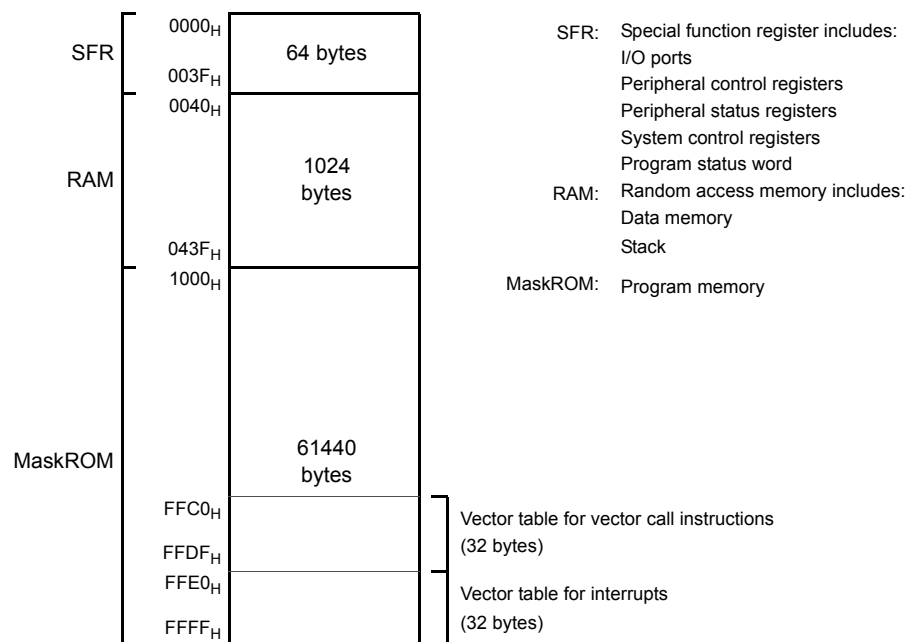 0000H
SFR
64 bytes
003FH
0040H
RAM
1024
bytes
043FH
1000H
MaskROM
61440
bytes
FFC0H
Vector table for vector call instructions
(32 bytes)
FFDFH
FFE0H
Vector table for interrupts
(32 bytes)
FFFFH
SFR: Special function register includes:
I/O ports
Peripheral control registers
Peripheral status registers
System control registers
Program status word
RAM: Random access memory includes:
Data memory
Stack
MaskROM: Program memory